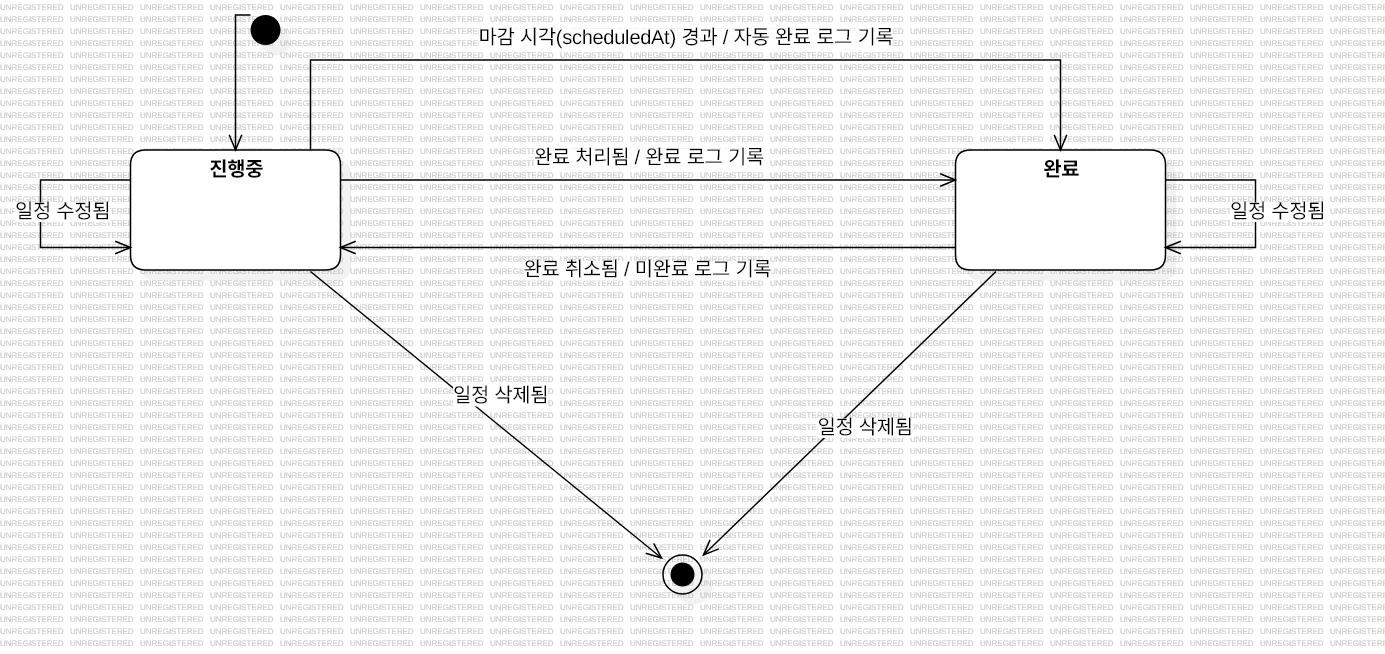 마감 시각(scheduledAt) 경과 / 자동 완료 로그 기록
완료 처리됨 / 완료 로그 기록
진행중
완료
일정 수정됨
일정 수정됨
완료 취소됨 / 미완료 로그 기록
일정 삭제됨
일정 삭제됨
UNREGISTERED